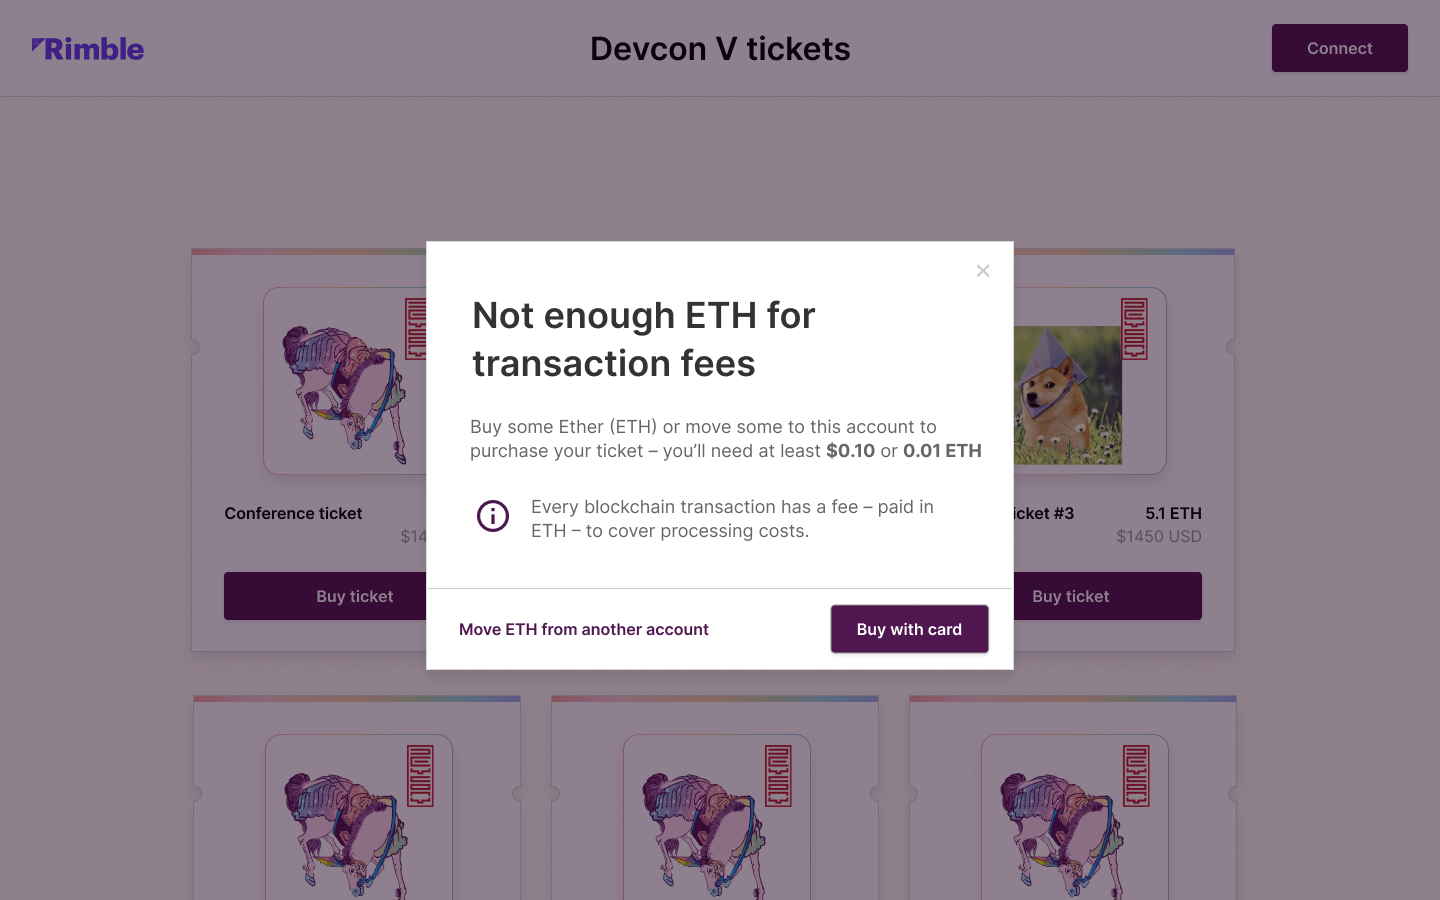 Rimble
Devcon V tickets
Connect
Not enough ETH for
transaction fees
Buy some Ether (ETH) or move some to this account to
purchase your ticket – you’ll need at least $0.10 or 0.01 ETH
Every blockchain transaction has a fee – paid in
ETH – to cover processing costs.
Move ETH from another account
Buy with card
Conference ticket
$14
Buy ticket
icket #3
5.1 ETH
$1450 USD
Buy ticket